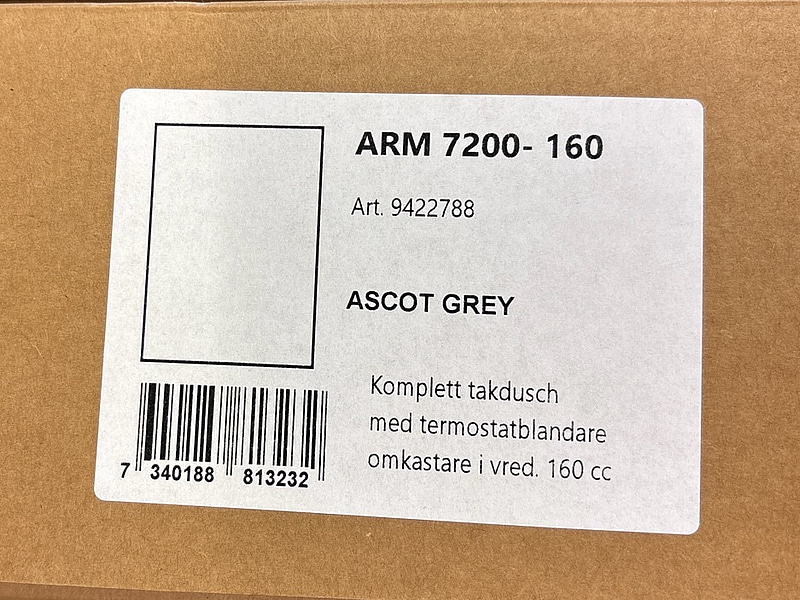 ARM 7200- 160
Art. 9422788
ASCOT GREY
Komplett takdusch
med termostatblandare
omkastare i vred. 160 cc
7 340188 813232